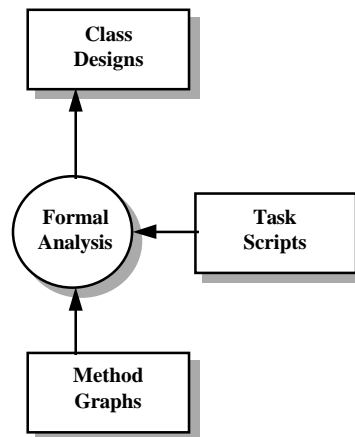 Class
Designs
Formal
Analysis
Task
Scripts
Method
Graphs